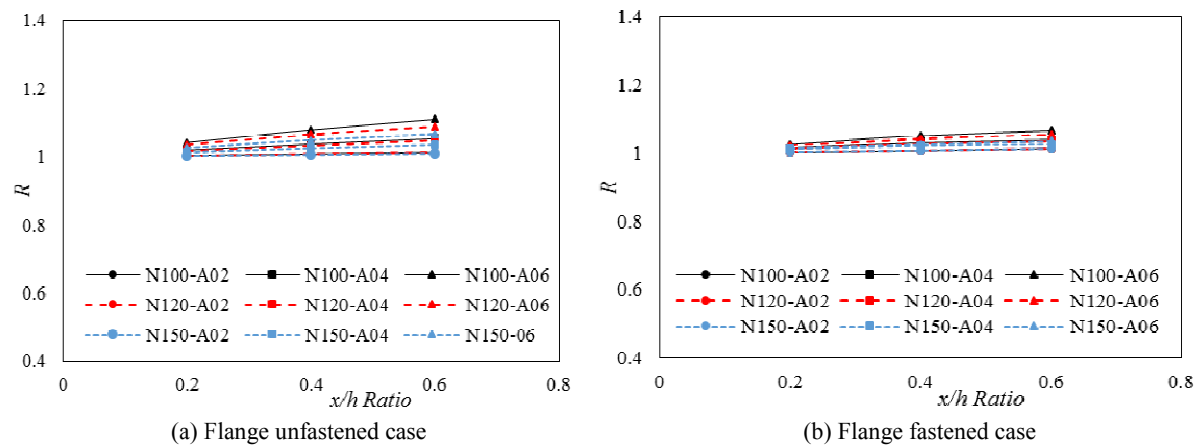 1.4
1.2
1
0.8
0.6
0.4
R
N100-A02 N100-A04 N100-A06
N120-A02 N120-A04 N120-A06
N150-A02 N150-A04 N150-06
0 0.2 0.4 0.6 0.8
x/h Ratio
(a) Flange unfastened case
1.4
1.2
1
0.8
0.6
0.4
R
N100-A02 N100-A04 N100-A06
N120-A02 N120-A04 N120-A06
N150-A02 N150-A04 N150-A06
0 0.2 0.4 0.6 0.8
x/h Ratio
(b) Flange fastened case